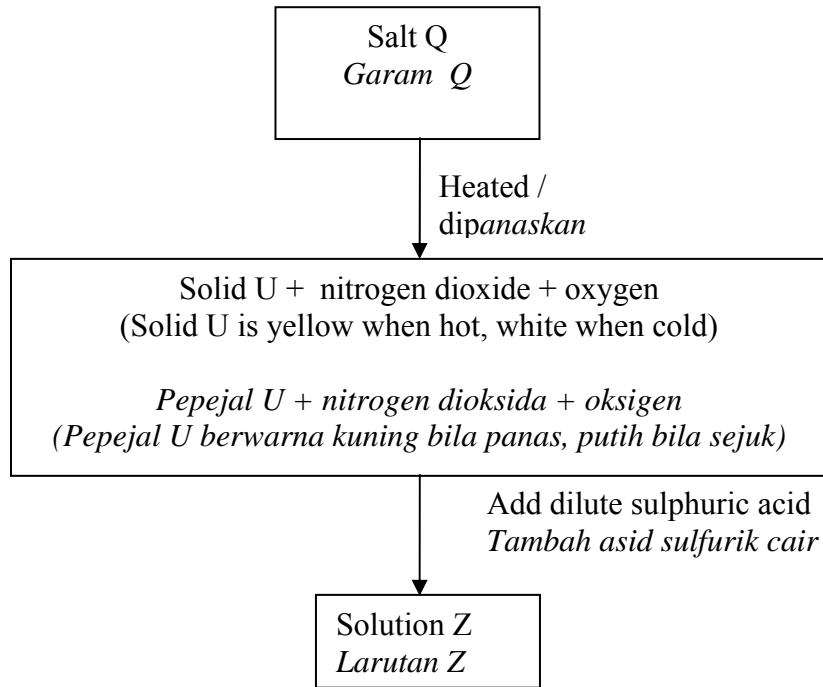 Salt Q
Garam Q
Heated /
dipanaskan
Solid U + nitrogen dioxide + oxygen
(Solid U is yellow when hot, white when cold)
Pepejal U + nitrogen dioksida + oksigen
(Pepejal U berwarna kuning bila panas, putih bila sejuk)
Add dilute sulphuric acid
Tambah asid sulfurik cair
Solution Z
Larutan Z